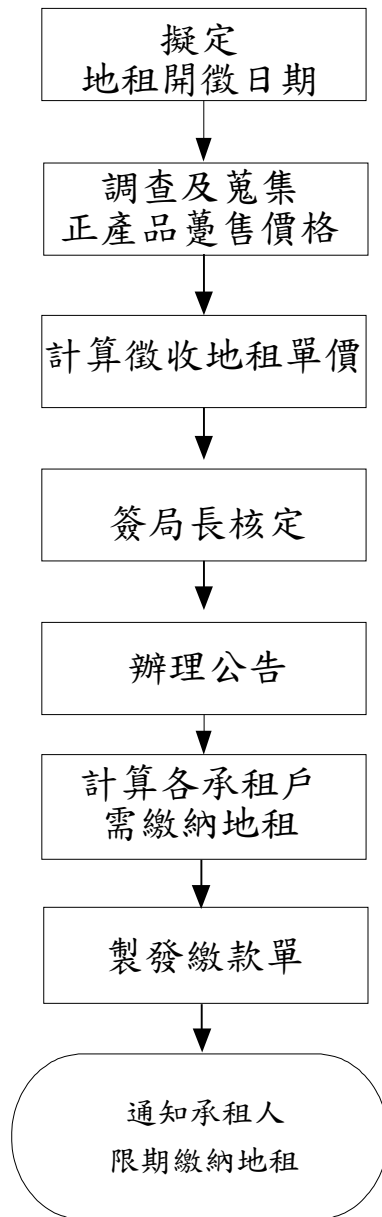 擬定
地租開徵日期
調查及蒐集
正產品躉售價格
計算徵收地租單價
簽局長核定
辦理公告
計算各承租戶
需繳納地租
製發繳款單
通知承租人
限期繳納地租